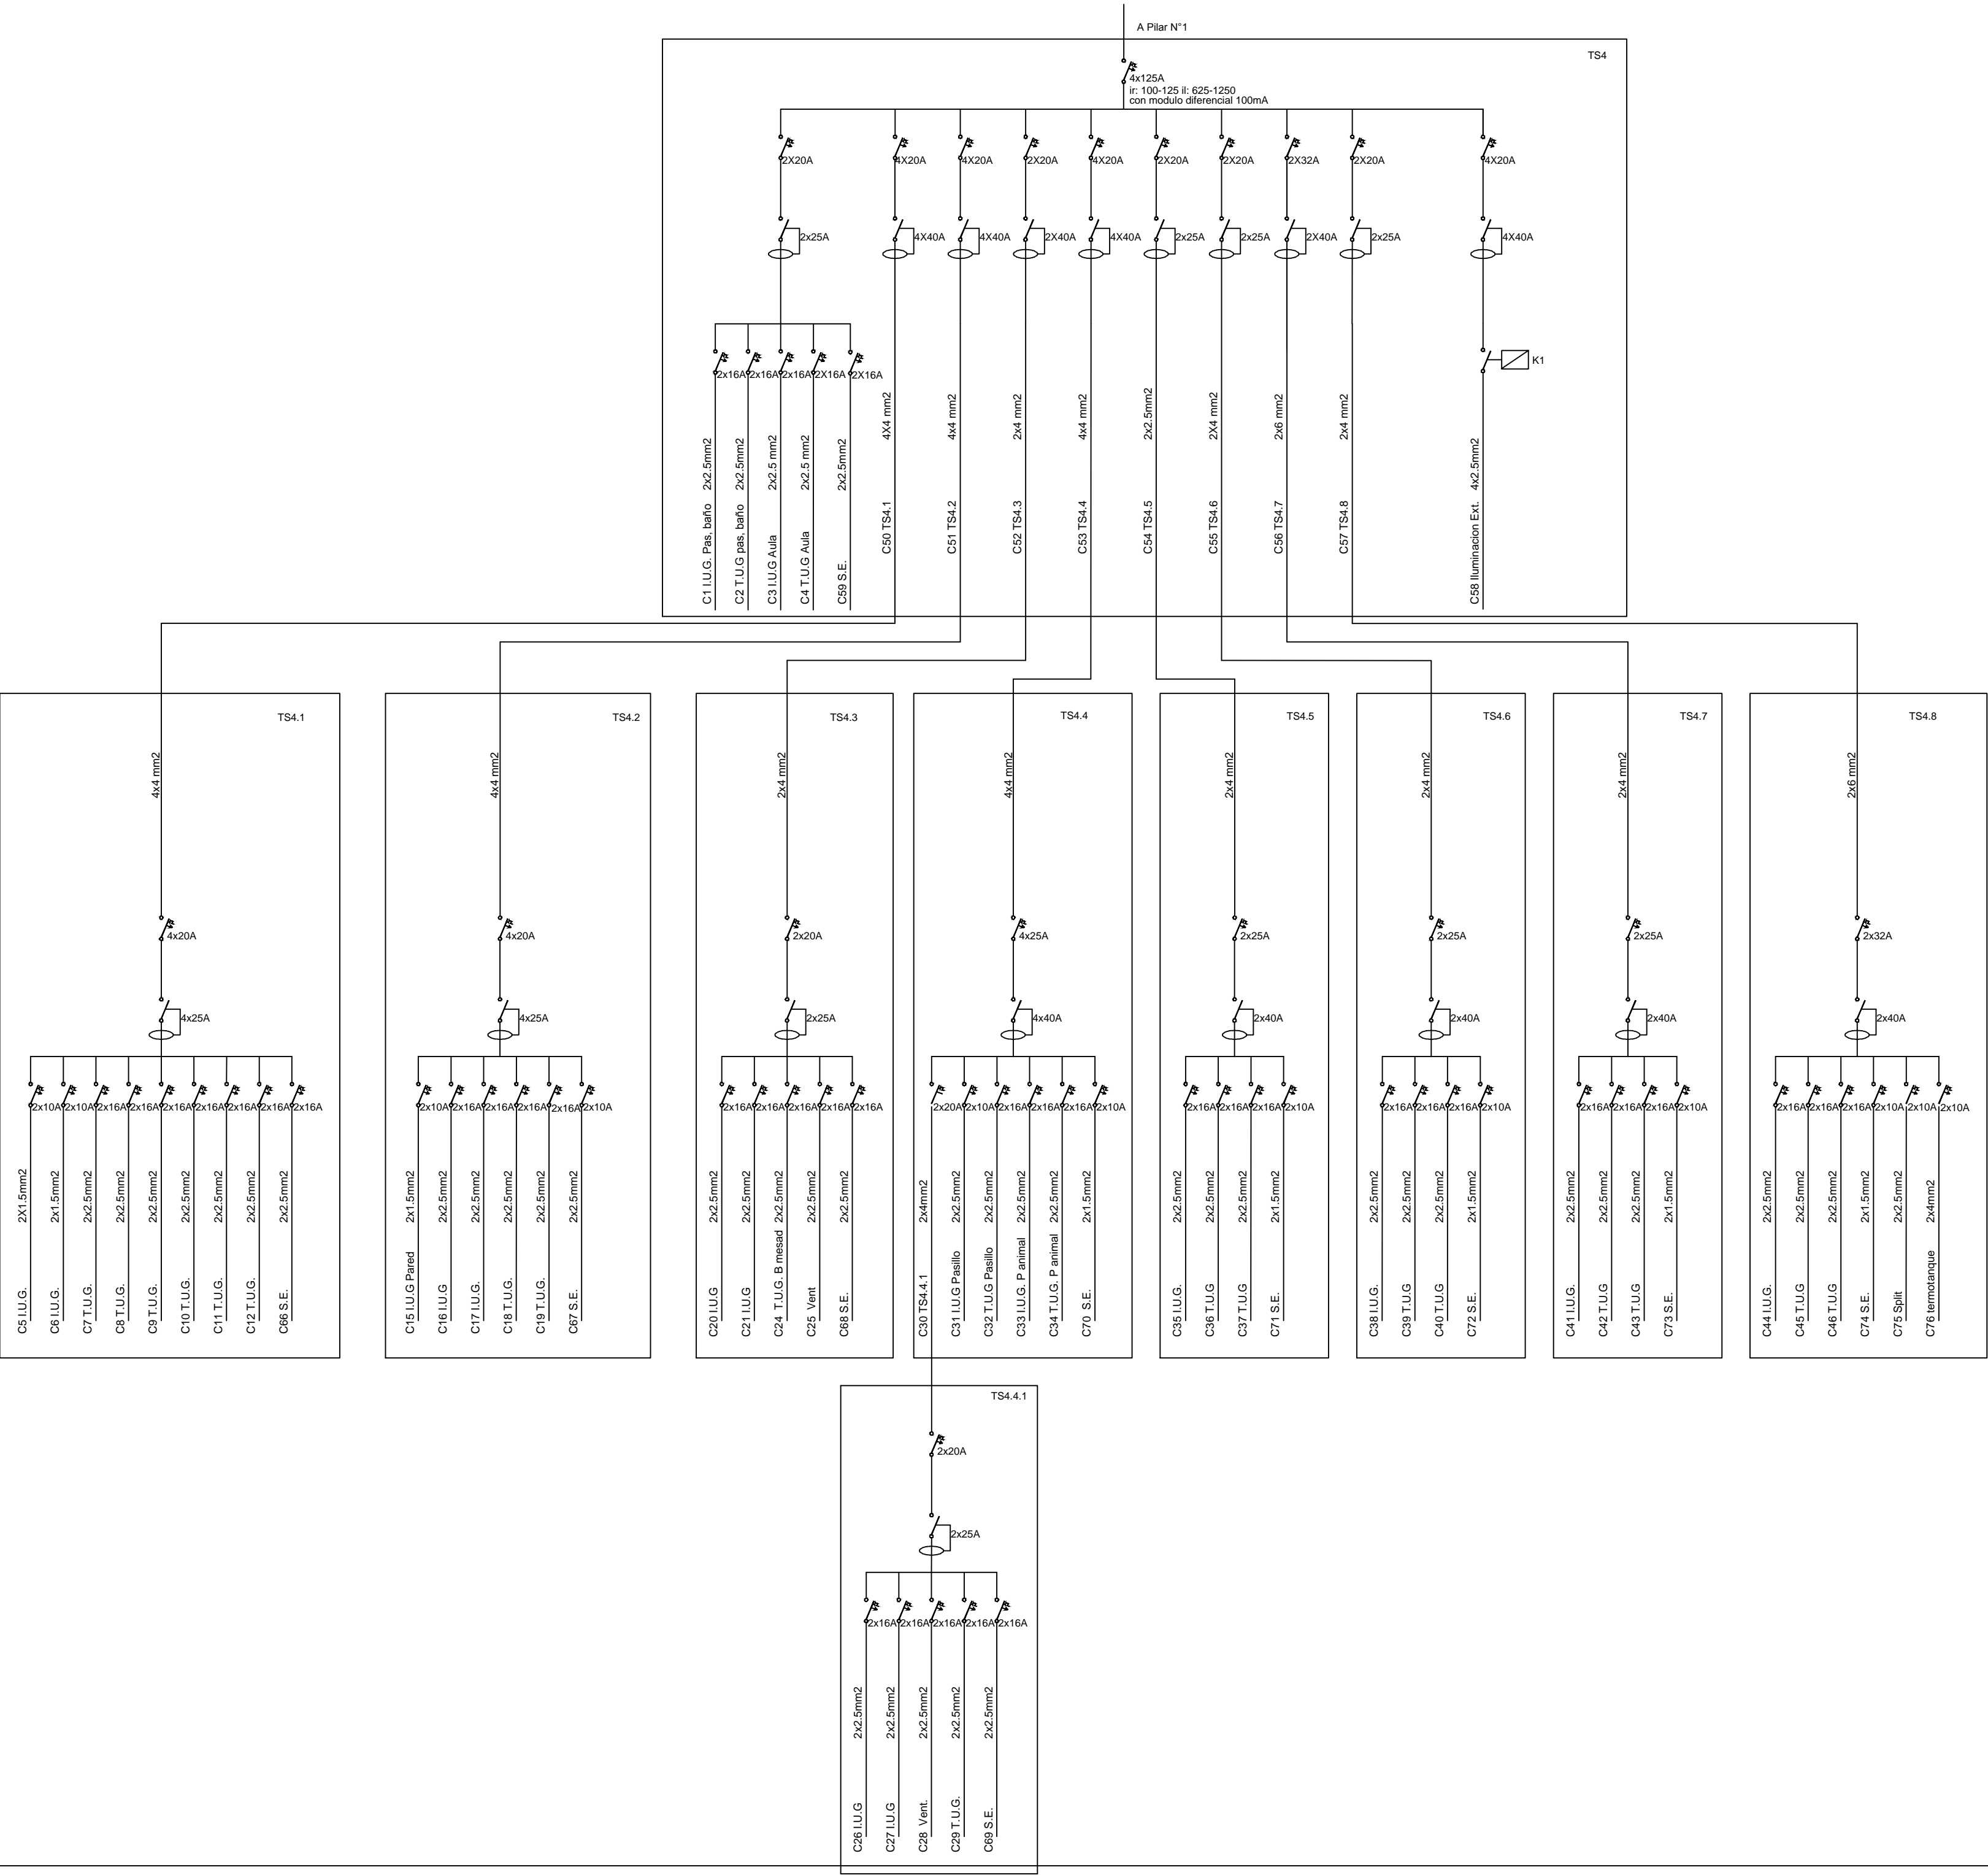 A Pilar N°1
TS4
4x125A
ir: 100-125 il: 625-1250
con modulo diferencial 100mA
2X20A
4X20A
4X20A
2X20A
4X20A
2X20A
2X20A
2X32A
2X20A
4X20A
2x25A
4X40A
4X40A
2X40A
4X40A
2x25A
2x25A
2X40A
2x25A
4X40A
K1
2x16A
2x16A
2x16A
2X16A
2X16A
C1 I.U.G. Pas, baño 2x2.5mm2
C2 T.U.G pas, baño 2x2.5mm2
C3 I.U.G Aula 2x2.5 mm2
C4 T.U.G Aula 2x2.5 mm2
C59 S.E. 2x2.5mm2
C50 TS4.1 4X4 mm2
C51 TS4.2 4x4 mm2
C52 TS4.3 2x4 mm2
C53 TS4.4 4x4 mm2
C54 TS4.5 2x2.5mm2
C55 TS4.6 2X4 mm2
C56 TS4.7 2x6 mm2
C57 TS4.8 2x4 mm2
C58 Iluminacion Ext. 4x2.5mm2
TS4.1
4x4 mm2
4x20A
4x25A
2x10A
2x10A
2x16A
2x16A
2x16A
2x16A
2x16A
2x16A
2x16A
C5 I.U.G. 2X1.5mm2
C6 I.U.G. 2x1.5mm2
C7 T.U.G. 2x2.5mm2
C8 T.U.G. 2x2.5mm2
C9 T.U.G. 2x2.5mm2
C10 T.U.G. 2x2.5mm2
C11 T.U.G. 2x2.5mm2
C12 T.U.G. 2x2.5mm2
C66 S.E. 2x2.5mm2
TS4.2
4x4 mm2
4x20A
4x25A
2x10A
2x16A
2x16A
2x16A
2x16A
2x10A
C15 I.U.G Pared 2x1.5mm2
C16 I.U.G 2x2.5mm2
C17 I.U.G. 2x2.5mm2
C18 T.U.G. 2x2.5mm2
C19 T.U.G. 2x2.5mm2
C67 S.E. 2x2.5mm2
TS4.3
2x4 mm2
2x20A
2x25A
2x16A
2x16A
2x16A
2x16A
2x16A
C20 I.U.G 2x2.5mm2
C21 I.U.G 2x2.5mm2
C24 T.U.G. B mesad 2x2.5mm2
C25 Vent 2x2.5mm2
C68 S.E. 2x2.5mm2
TS4.4
4x4 mm2
4x25A
4x40A
2x20A
2x10A
2x16A
2x16A
2x16A
2x10A
C30 TS4.4.1 2x4mm2
C31 I.U.G Pasillo 2x2.5mm2
C32 T.U.G Pasillo 2x2.5mm2
C33 I.U.G. P animal 2x2.5mm2
C34 T.U.G. P animal 2x2.5mm2
C70 S.E. 2x1.5mm2
TS4.5
2x4 mm2
2x25A
2x40A
2x16A
2x16A
2x16A
2x10A
C35 I.U.G. 2x2.5mm2
C36 T.U.G 2x2.5mm2
C37 T.U.G 2x2.5mm2
C71 S.E. 2x1.5mm2
TS4.6
2x4 mm2
2x25A
2x40A
2x16A
2x16A
2x16A
2x10A
C38 I.U.G. 2x2.5mm2
C39 T.U.G 2x2.5mm2
C40 T.U.G 2x2.5mm2
C72 S.E. 2x1.5mm2
TS4.7
2x4 mm2
2x25A
2x40A
2x16A
2x16A
2x16A
2x10A
C41 I.U.G. 2x2.5mm2
C42 T.U.G 2x2.5mm2
C43 T.U.G 2x2.5mm2
C73 S.E. 2x1.5mm2
TS4.8
2x6 mm2
2x32A
2x40A
2x16A
2x16A
2x16A
2x10A
2x10A
2x10A
C44 I.U.G. 2x2.5mm2
C45 T.U.G 2x2.5mm2
C46 T.U.G 2x2.5mm2
C74 S.E. 2x1.5mm2
C75 Split 2x2.5mm2
C76 termotanque 2x4mm2
TS4.4.1
2x20A
2x25A
2x16A
2x16A
2x16A
2x16A
2x16A
C26 I.U.G 2x2.5mm2
C27 I.U.G 2x2.5mm2
C28 Vent. 2x2.5mm2
C29 T.U.G. 2x2.5mm2
C69 S.E. 2x2.5mm2